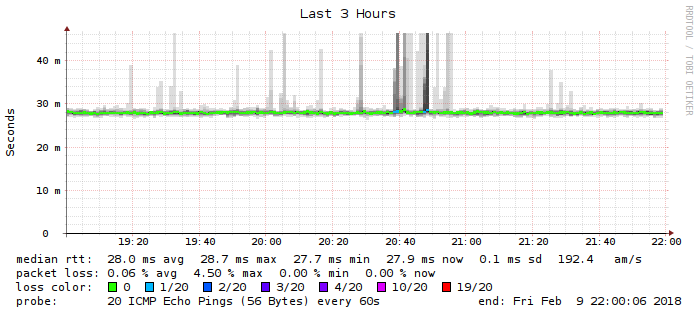 Last 3 Hours
RRDTOOL / TOBI OETIKER
Seconds
40 m
30 m
20 m
10 m
0
19:20 19:40 20:00 20:20 20:40 21:00 21:20 21:40 22:00
median rtt: 28.0 ms avg 28.7 ms max 27.7 ms min 27.9 ms now 0.1 ms sd 192.4 am/s
packet loss: 0.06 % avg 4.50 % max 0.00 % min 0.00 % now
loss color: 0 1/20 2/20 3/20 4/20 10/20 19/20
probe: 20 ICMP Echo Pings (56 Bytes) every 60s end: Fri Feb 9 22:00:06 2018